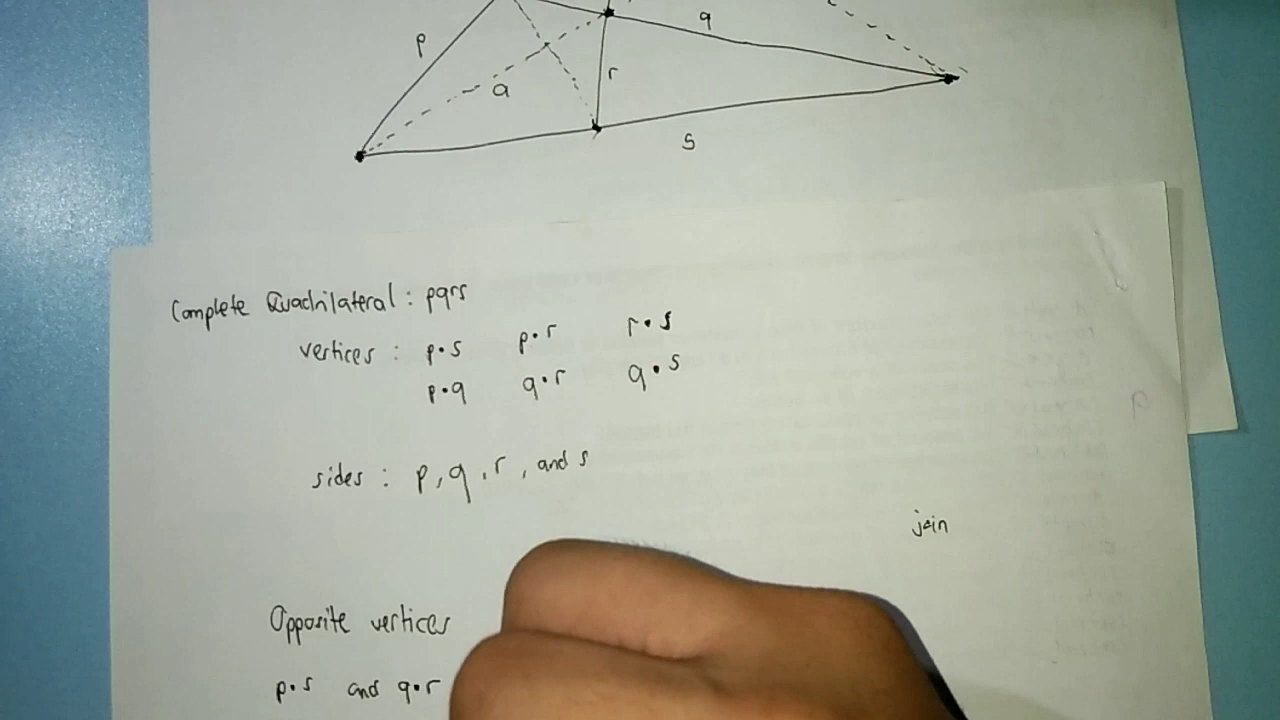 p
q
r
a
s
Complete Quadrilateral : pqrs
vertices : p•s p•r r•s
p•q q•r q•s
sides : p, q, r, and s
join
Opposite vertices
p•s and q•r